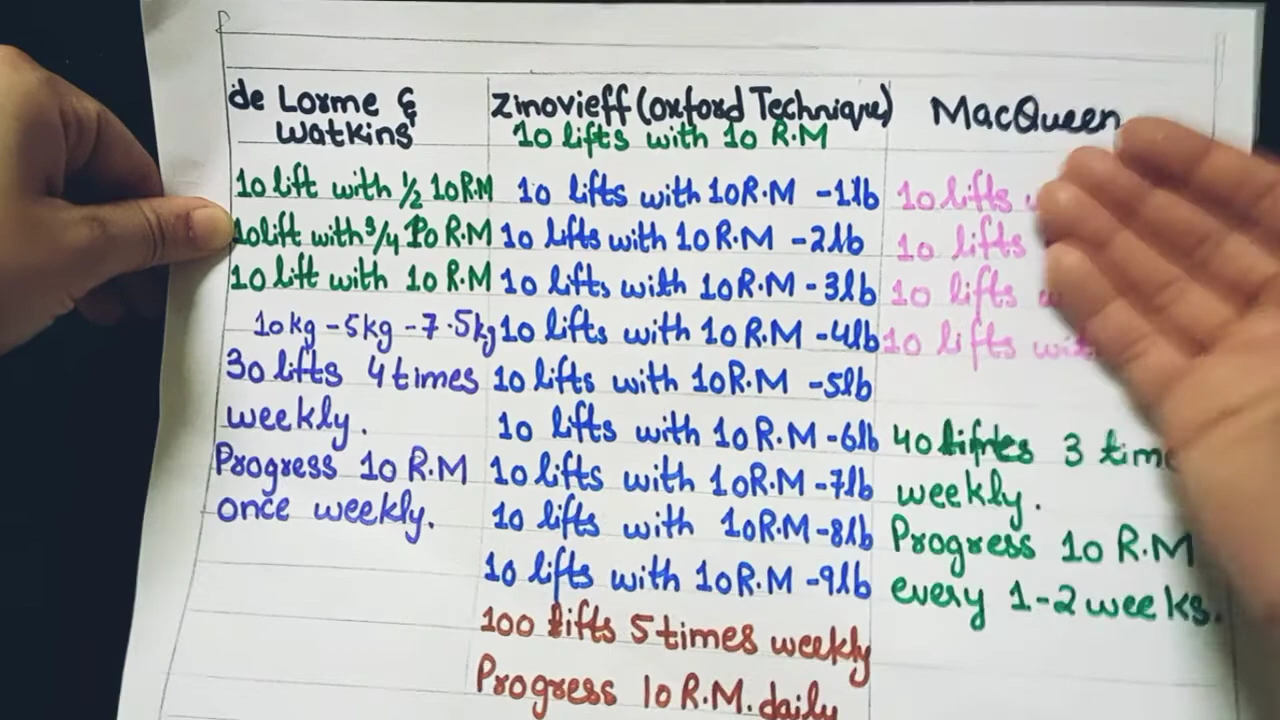 de Lorme &
Watkins
10 lift with ½ 10 R.M
10 lift with 3/4 10 R.M
10 lift with 10 R.M
10kg - 5kg - 7.5kg
30 lifts 4 times
weekly.
Progress 10 R.M
once weekly.
Zinovieff (Oxford Technique)
10 lifts with 10 R.M
10 lifts with 10 R.M - 1lb
10 lifts with 10 R.M - 2lb
10 lifts with 10 R.M - 3lb
10 lifts with 10 R.M - 4lb
10 lifts with 10 R.M - 5lb
10 lifts with 10 R.M - 6lb
10 lifts with 10 R.M - 7lb
10 lifts with 10 R.M - 8lb
10 lifts with 10 R.M - 9lb
100 lifts 5 times weekly
Progress 10 R.M. daily
MacQueen
10 lifts
10 lifts
10 lifts
10 lifts
40 3
weekly.
Progress 10 R.M
every 1-2 weeks.